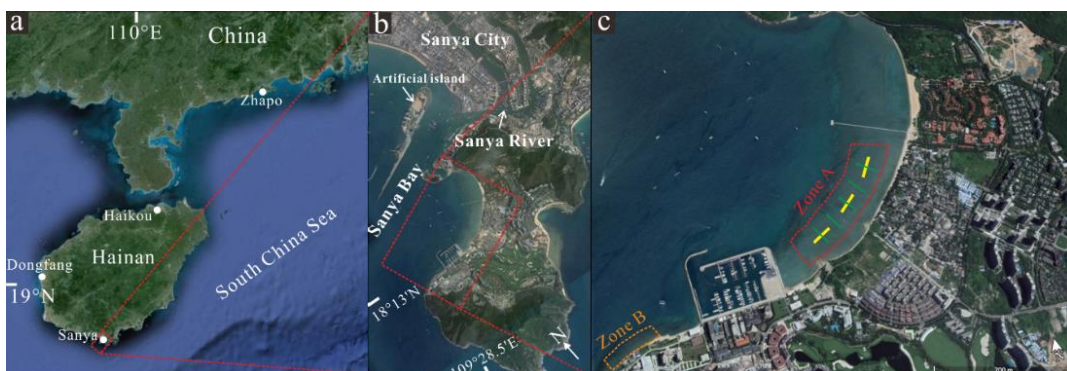 a
110°E
China
Zhapo
Haikou
Hainan
Dongfang
19°N
South China Sea
Sanya
b
Sanya City
Artificial island
Sanya River
Sanya Bay
18°13'N
109°28.5'E
N
c
Zone A
Zone B
200 m